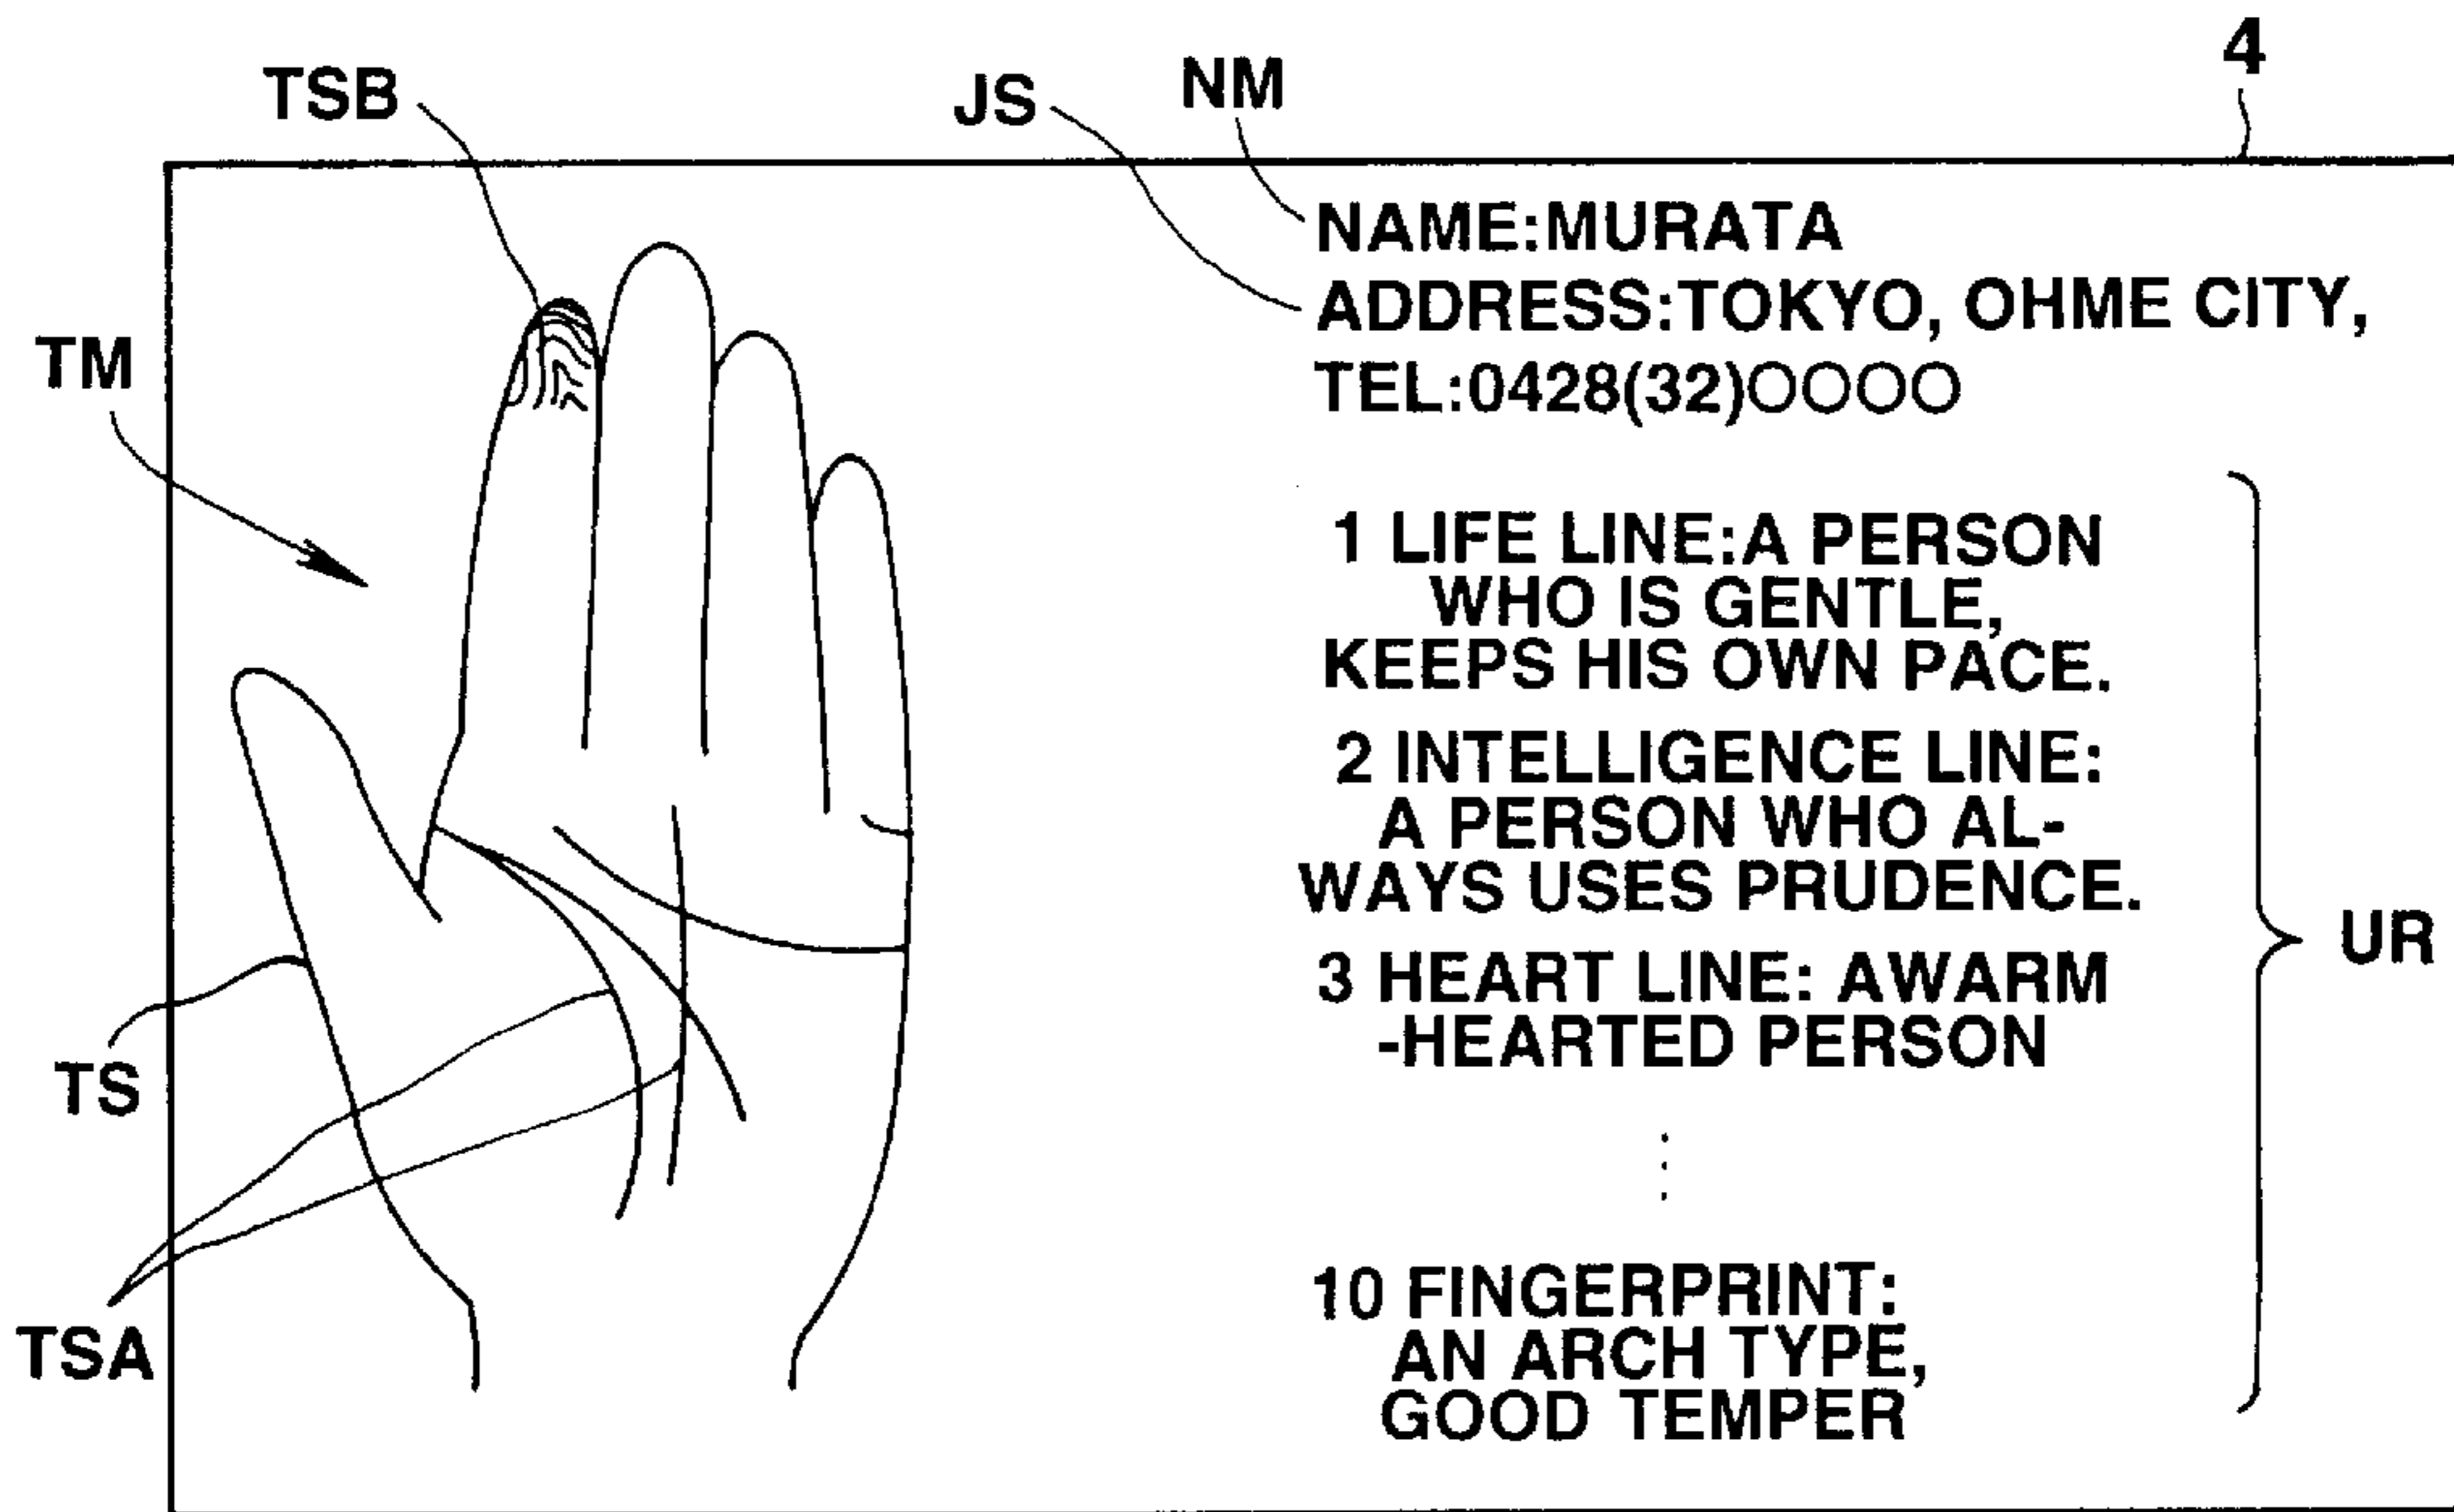 4
TSB
JS
NM
NAME:MURATA
ADDRESS:TOKYO, OHME CITY,
TEL:0428(32)○○○○
TM
1 LIFE LINE:A PERSON
WHO IS GENTLE,
KEEPS HIS OWN PACE.
2 INTELLIGENCE LINE:
A PERSON WHO AL-
WAYS USES PRUDENCE.
3 HEART LINE: AWARM
-HEARTED PERSON
⋮
10 FINGERPRINT:
AN ARCH TYPE,
GOOD TEMPER
UR
TS
TSA